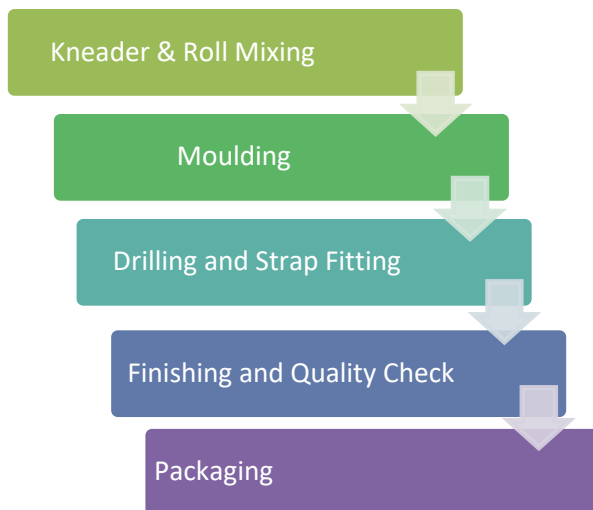 Kneader & Roll Mixing
Moulding
Drilling and Strap Fitting
Finishing and Quality Check
Packaging